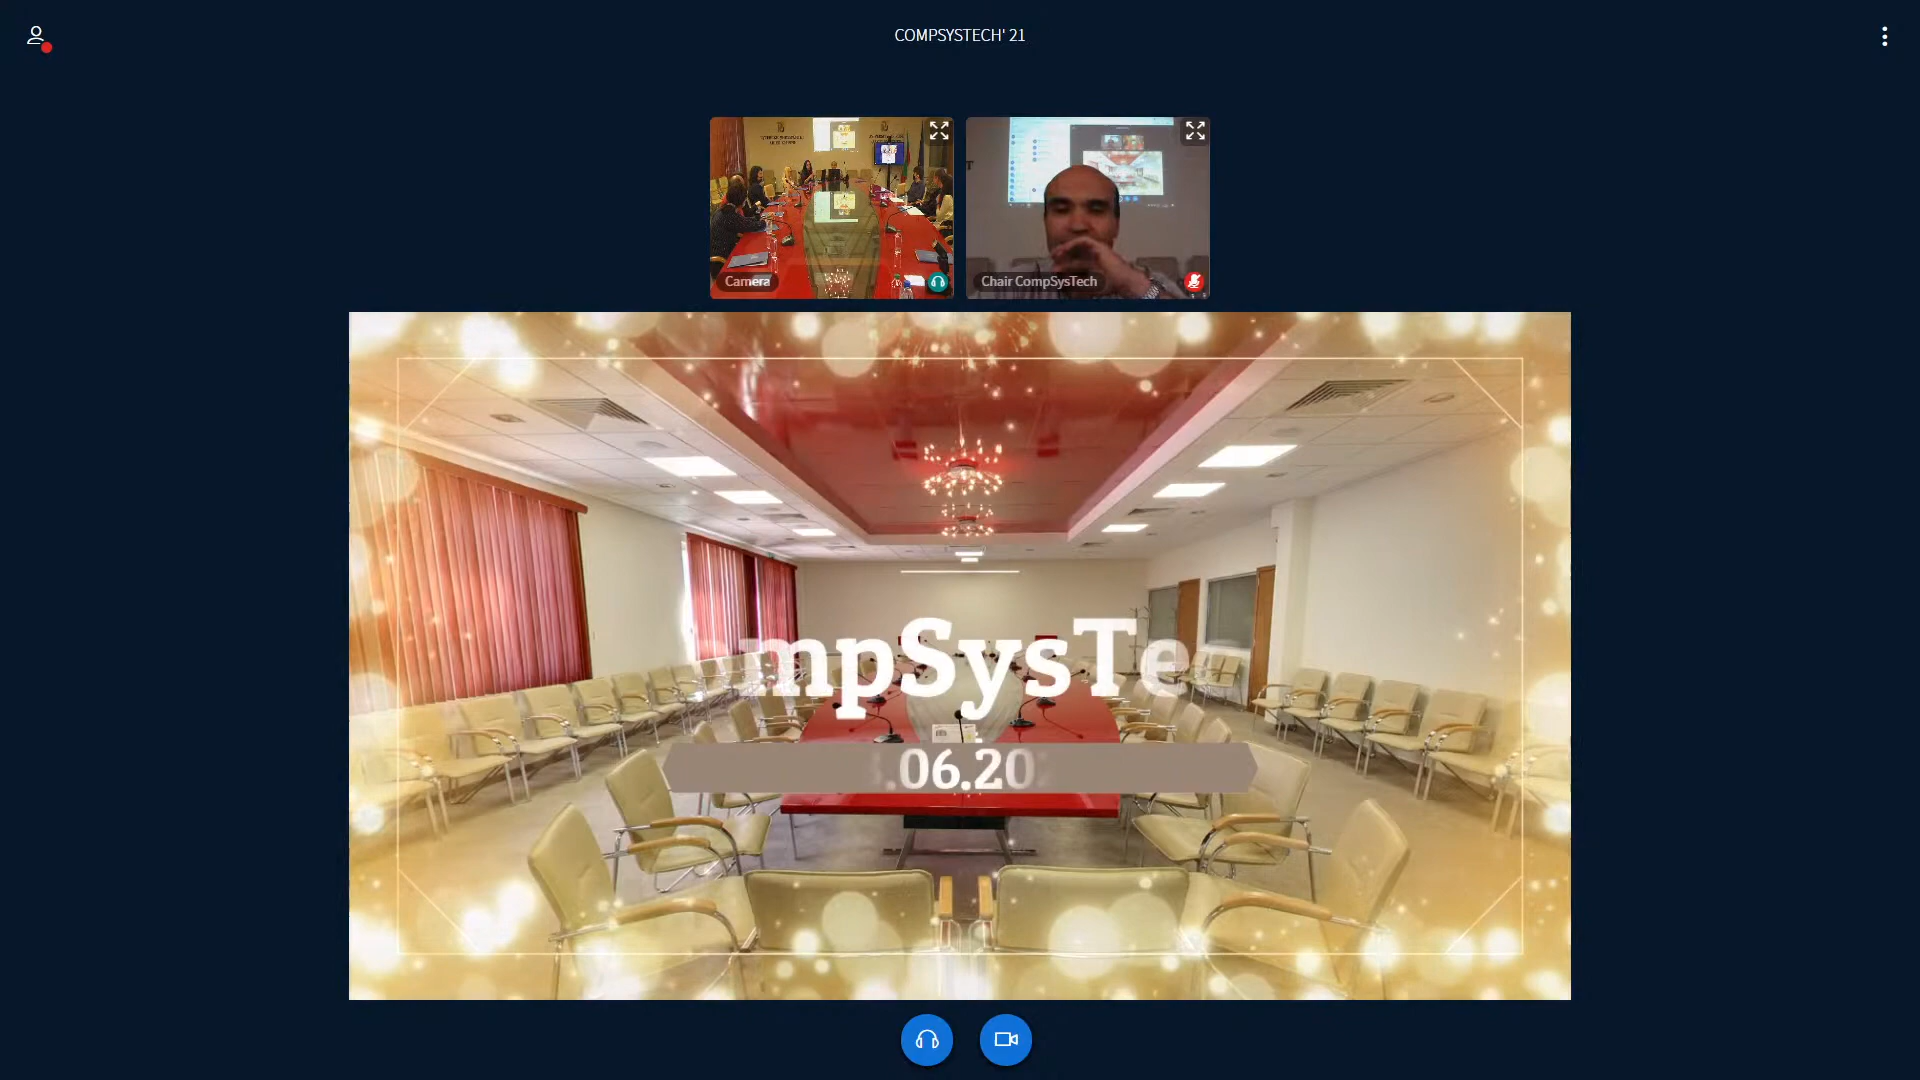 COMPSYSTECH' 21
Camera
Chair CompSysTech
mpSysTe
.06.20